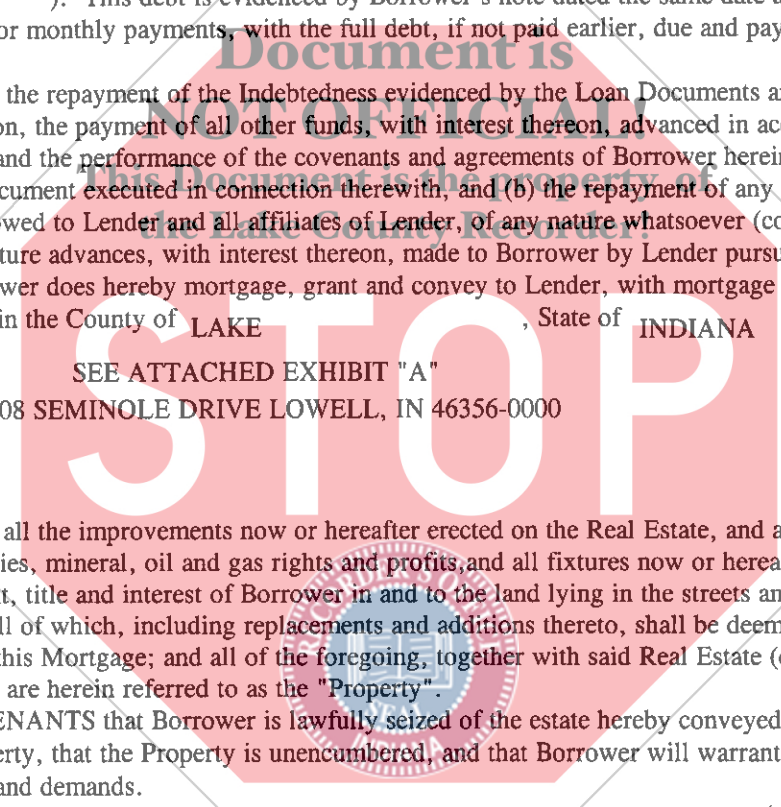 ). This debt is evidenced by Borrower's note dated the same date
or monthly payments, with the full debt, if not paid earlier, due and pay
Document is
the repayment of the Indebtedness evidenced by the Loan Documents a
NOT OFFICIAL!
on, the payment of all other funds, with interest thereon, advanced in ac
and the performance of the covenants and agreements of Borrower herein
This Document is the property of
cument executed in connection therewith, and (b) the repayment of any
the Lake County Recorder!
owed to Lender and all affiliates of Lender, of any nature whatsoever (co
ture advances, with interest thereon, made to Borrower by Lender pursu
wer does hereby mortgage, grant and convey to Lender, with mortgage
in the County of LAKE , State of INDIANA
SEE ATTACHED EXHIBIT "A"
08 SEMINOLE DRIVE LOWELL, IN 46356-0000
STOP
all the improvements now or hereafter erected on the Real Estate, and a
ies, mineral, oil and gas rights and profits,and all fixtures now or herea
t, title and interest of Borrower in and to the land lying in the streets an
ll of which, including replacements and additions thereto, shall be deem
this Mortgage; and all of the foregoing, together with said Real Estate (
are herein referred to as the "Property".
RECORDER'S OFFICE
SEAL
INDIANA
ENANTS that Borrower is lawfully seized of the estate hereby conveyed
erty, that the Property is unencumbered, and that Borrower will warrant
and demands.